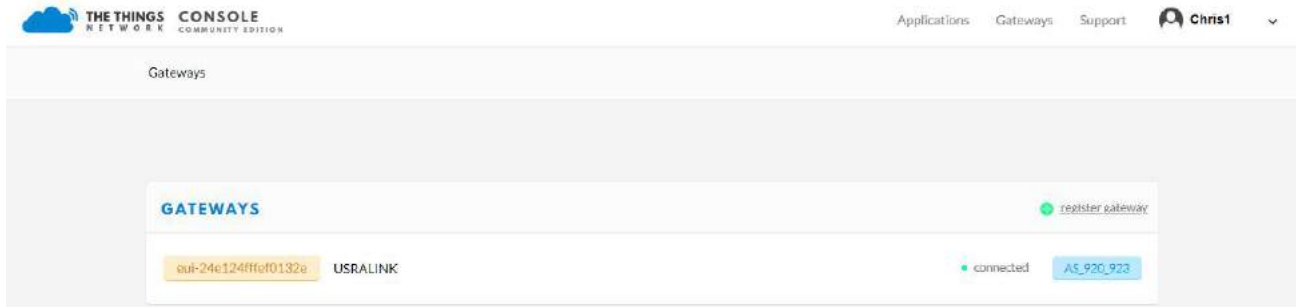 THE THINGS CONSOLE
NETWORK COMMUNITY EDITION
Applications Gateways Support Chris1
Gateways
GATEWAYS
register gateway
eui-24e124fffef0132e USRALINK connected AS_920_923